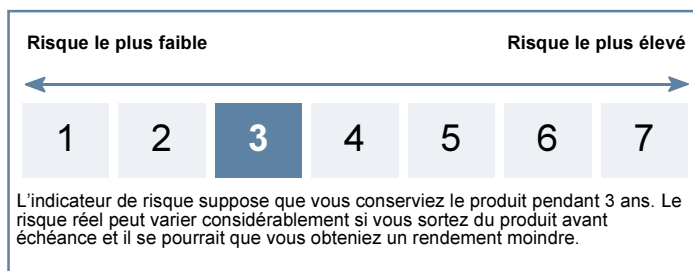 Risque le plus faible Risque le plus élevé
1 2 3 4 5 6 7
L'indicateur de risque suppose que vous conserviez le produit pendant 3 ans. Le
risque réel peut varier considérablement si vous sortez du produit avant
échéance et il se pourrait que vous obteniez un rendement moindre.